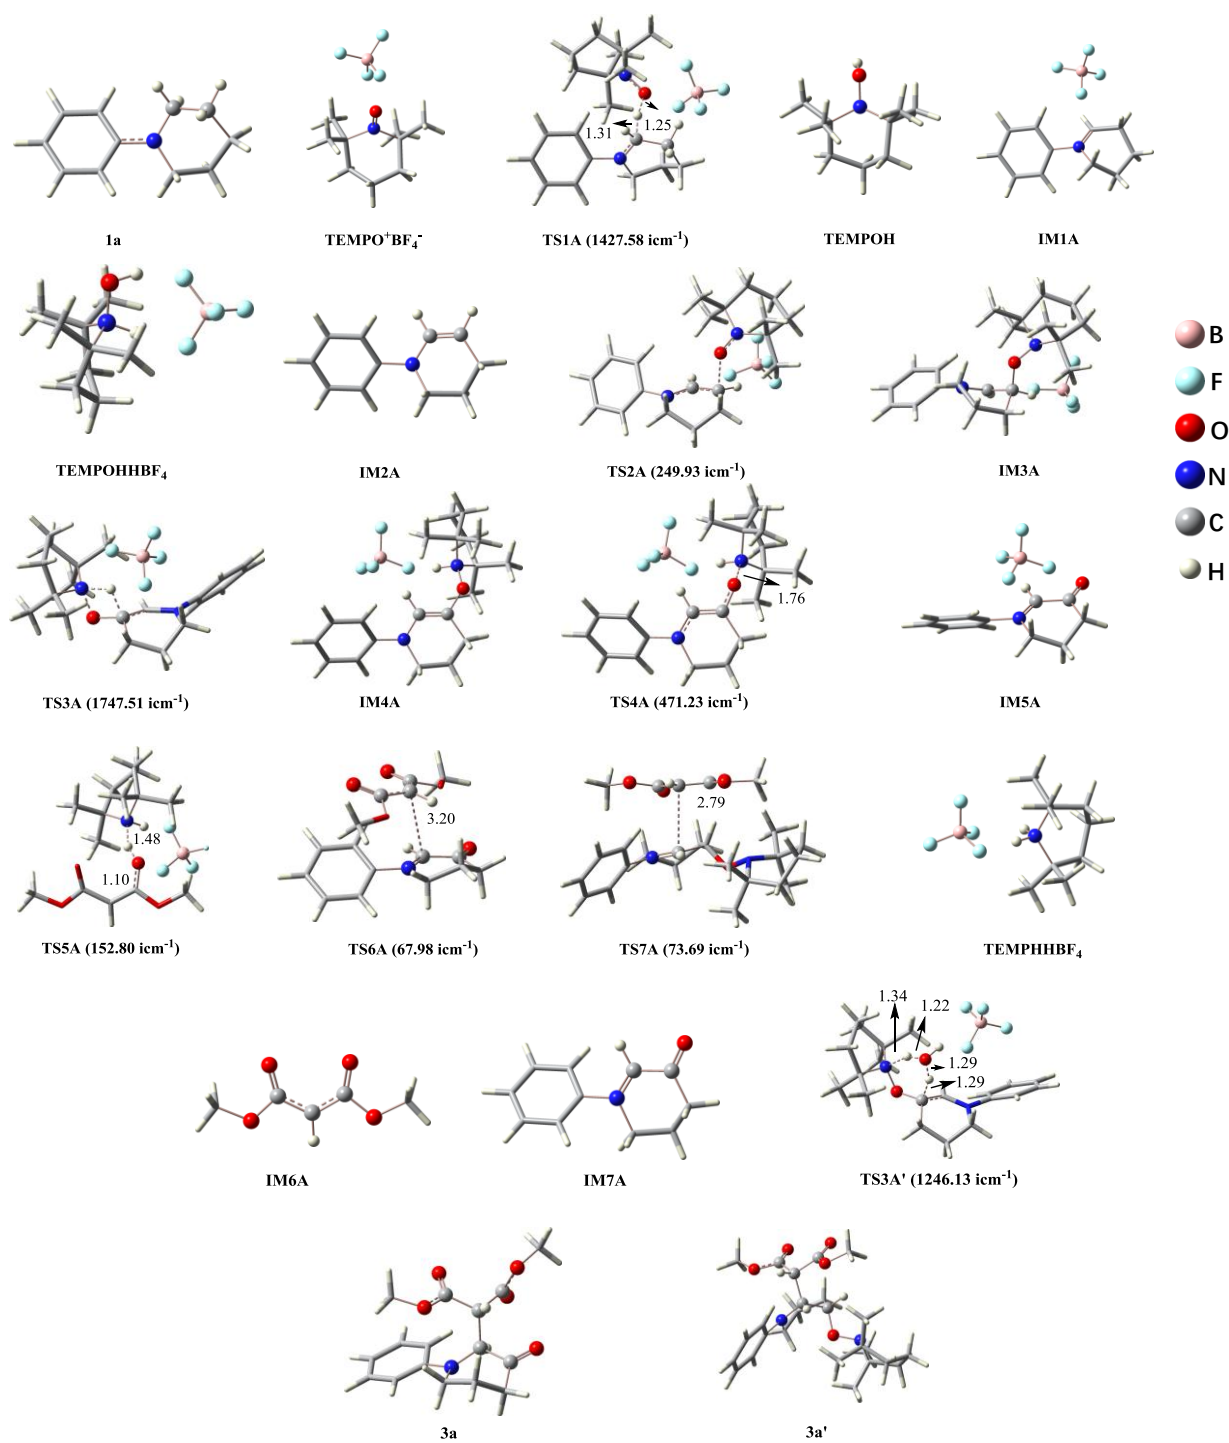 1.31
1.25
1a
TEMPO⁺BF₄⁻
TS1A (1427.58 icm⁻¹)
TEMPOH
IM1A
TEMPOHHBF₄
IM2A
TS2A (249.93 icm⁻¹)
IM3A
B
F
O
N
C
H
1.76
TS3A (1747.51 icm⁻¹)
IM4A
TS4A (471.23 icm⁻¹)
IM5A
1.48
1.10
3.20
2.79
TS5A (152.80 icm⁻¹)
TS6A (67.98 icm⁻¹)
TS7A (73.69 icm⁻¹)
TEMPHHBF₄
1.34
1.22
1.29
1.29
IM6A
IM7A
TS3A' (1246.13 icm⁻¹)
3a
3a'